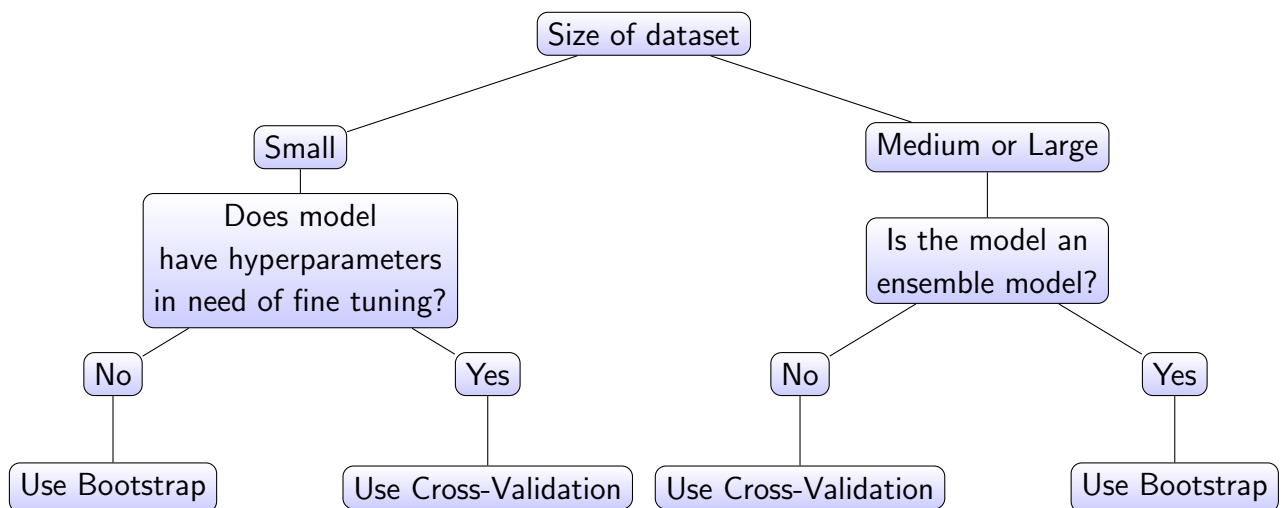 Size of dataset
Small
Medium or Large
Does model
have hyperparameters
in need of fine tuning?
Is the model an
ensemble model?
No
Yes
No
Yes
Use Bootstrap
Use Cross-Validation
Use Cross-Validation
Use Bootstrap